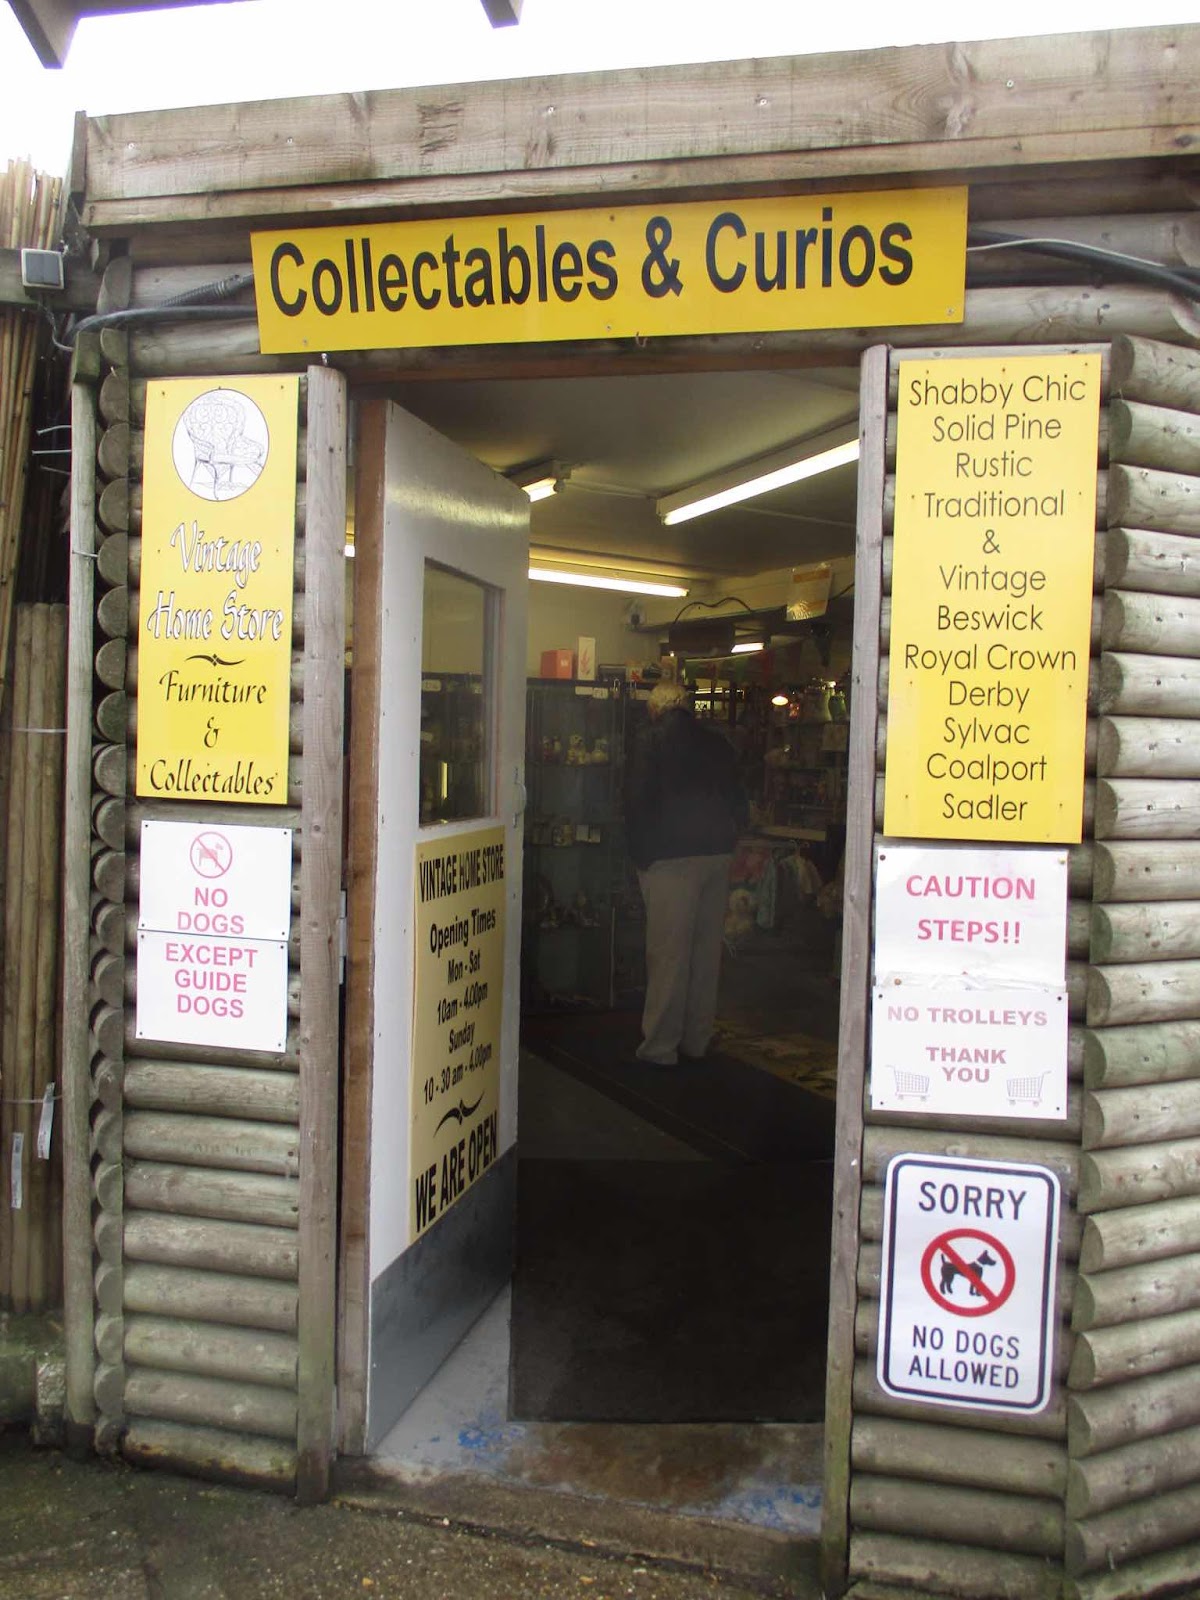 Collectables & Curios
Vintage
Home Store
Furniture
&
Collectables
NO
DOGS
EXCEPT
GUIDE
DOGS
VINTAGE HOME STORE
Opening Times
Mon - Sat
10am - 4.00pm
Sunday
10 - 30 am - 4.00pm
WE ARE OPEN
Shabby Chic
Solid Pine
Rustic
Traditional
&
Vintage
Beswick
Royal Crown
Derby
Sylvac
Coalport
Sadler
CAUTION
STEPS!!
NO TROLLEYS
THANK
YOU
SORRY
NO DOGS
ALLOWED